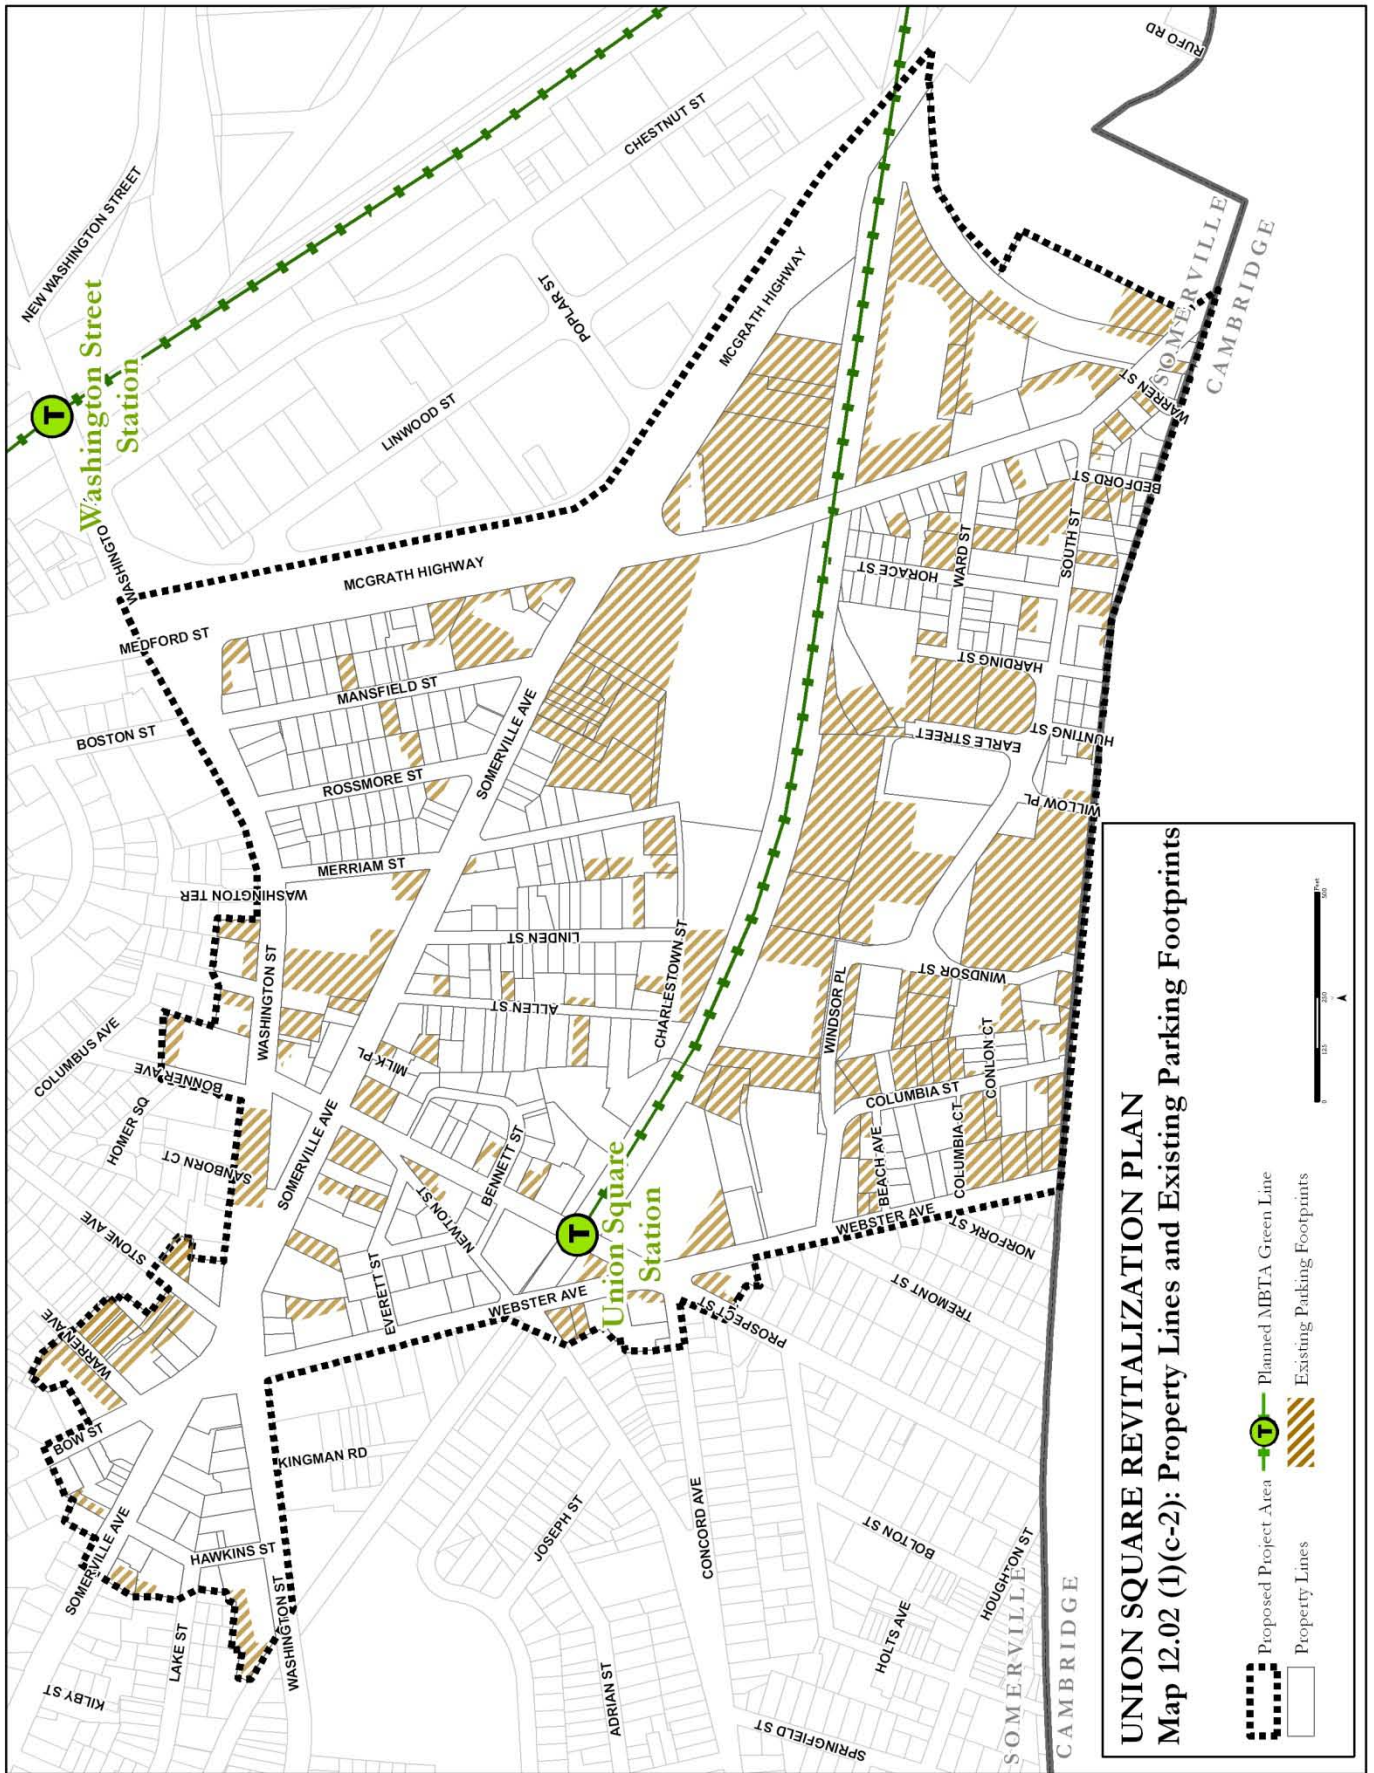 NEW WASHINGTON STREET
Washington Street
Station
CHESTNUT ST
RUFO RD
POPLAR ST
LINWOOD ST
MCGRATH HIGHWAY
WASHINGTO
MCGRATH HIGHWAY
MEDFORD ST
BOSTON ST
MANSFIELD ST
ROSSMORE ST
SOMERVILLE AVE
MERRIAM ST
WASHINGTON TER
WASHINGTON ST
LINDEN ST
ALLEN ST
CHARLESTOWN ST
MILK PL
COLUMBUS AVE
BONNER AVE
HOMER SQ
SANBORN CT
SOMERVILLE AVE
STONE AVE
WARREN AVE
BENNETT ST
NEWTON ST
EVERETT ST
WEBSTER AVE
Union Square
Station
PROSPECT ST
WEBSTER AVE
BOW ST
SOMERVILLE AVE
HAWKINS ST
KINGMAN RD
WASHINGTON ST
LAKE ST
KILBY ST
JOSEPH ST
CONCORD AVE
ADRIAN ST
SPRINGFIELD ST
HOLTS AVE
BOLTON ST
HOUGHTON ST
TREMONT ST
NORFORK ST
BEACH AVE
COLUMBIA CT
COLUMBIA ST
CONLON CT
WINDSOR PL
WINDSOR ST
WILLOW PL
HUNTING ST
EARLE STREET
HARDING ST
HORACE ST
WARD ST
SOUTH ST
BEDFORD ST
WARREN ST
SOMERVILLE
CAMBRIDGE
SOMERVILLE
CAMBRIDGE
UNION SQUARE REVITALIZATION PLAN
Map 12.02 (1)(c-2): Property Lines and Existing Parking Footprints
Proposed Project Area
Planned MBTA Green Line
Property Lines
Existing Parking Footprints
0 125 250 500
Feet